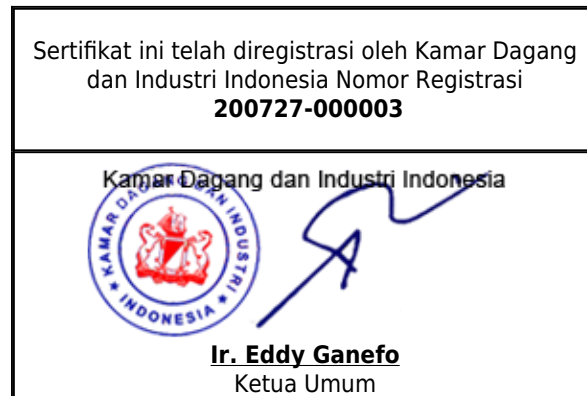 Sertifikat ini telah diregistrasi oleh Kamar Dagang
dan Industri Indonesia Nomor Registrasi
200727-000003
Kamar Dagang dan Industri Indonesia
KAMAR DAGANG DAN INDUSTRI
INDONESIA
Ir. Eddy Ganefo
Ketua Umum